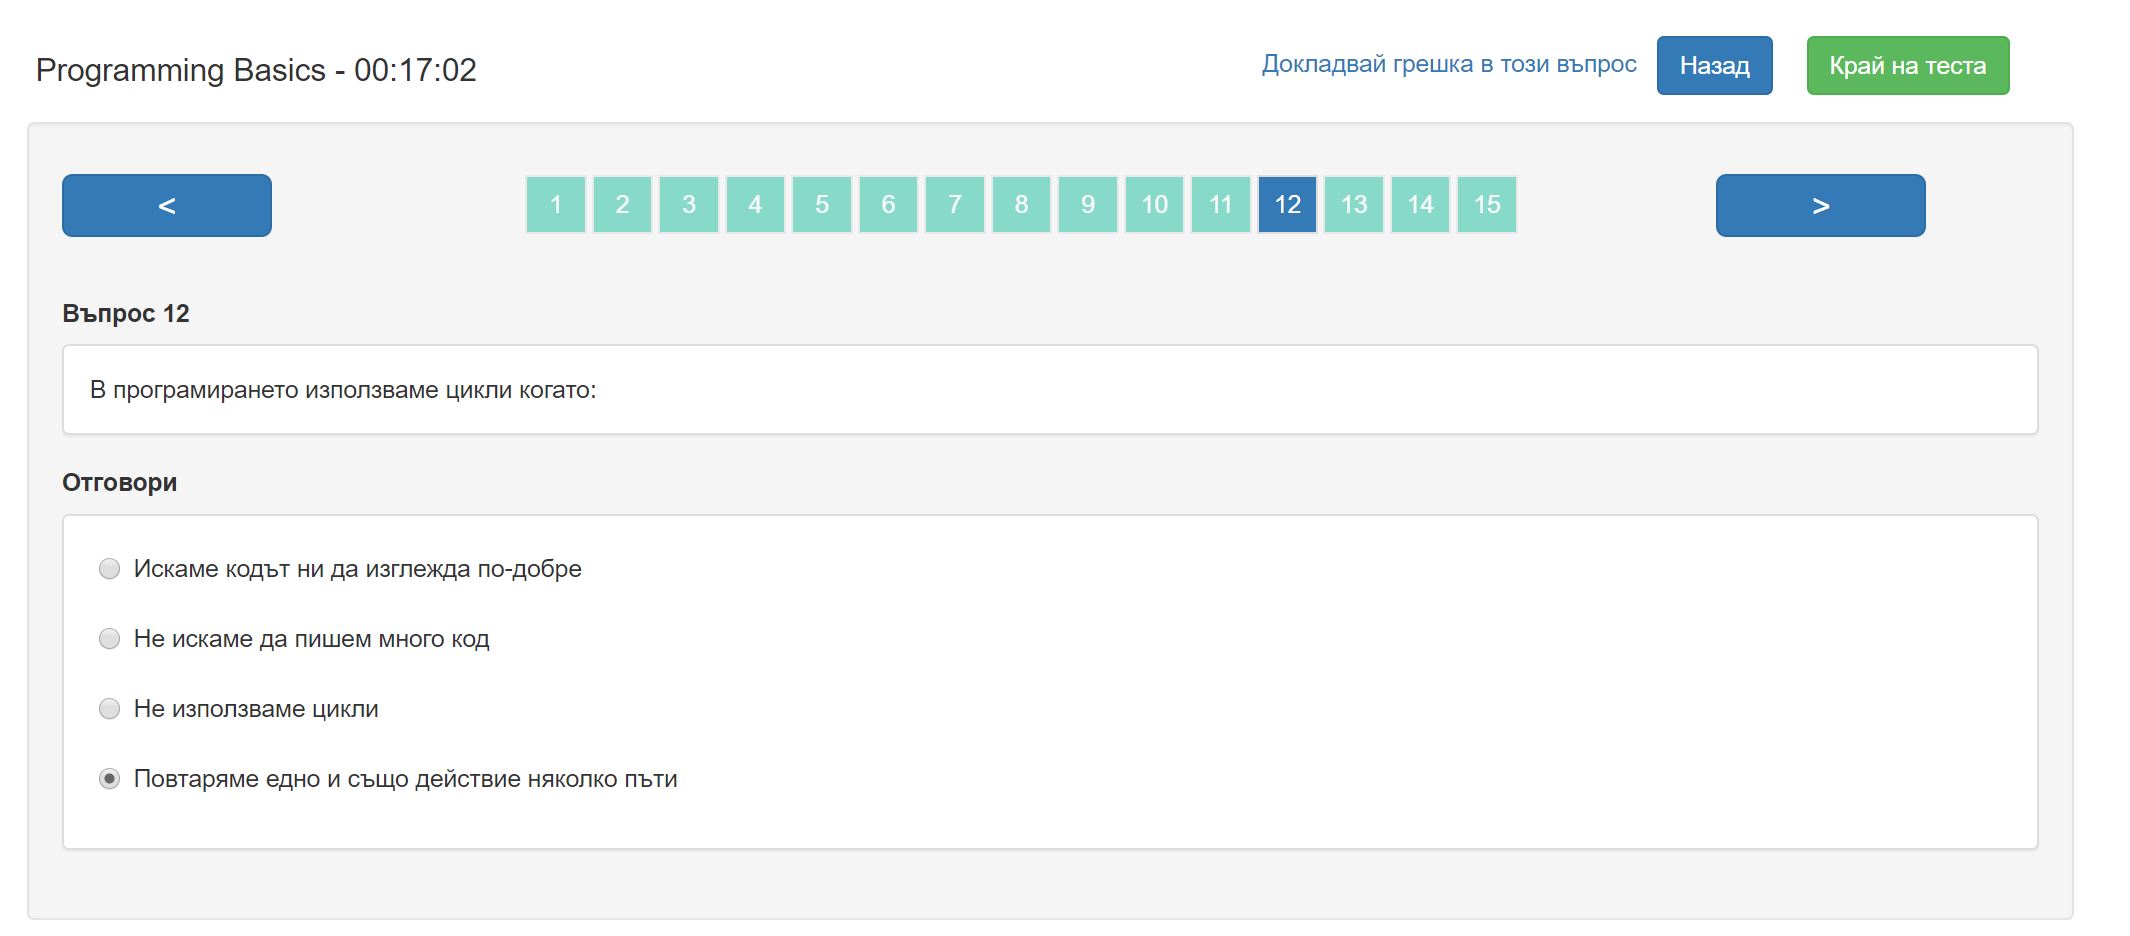 Programming Basics - 00:17:02
Докладвай грешка в този въпрос
Назад
Край на теста
<
1 2 3 4 5 6 7 8 9 10 11 12 13 14 15
>
Въпрос 12
В програмирането използваме цикли когато:
Отговори
Искаме кодът ни да изглежда по-добре
Не искаме да пишем много код
Не използваме цикли
Повтаряме едно и също действие няколко пъти